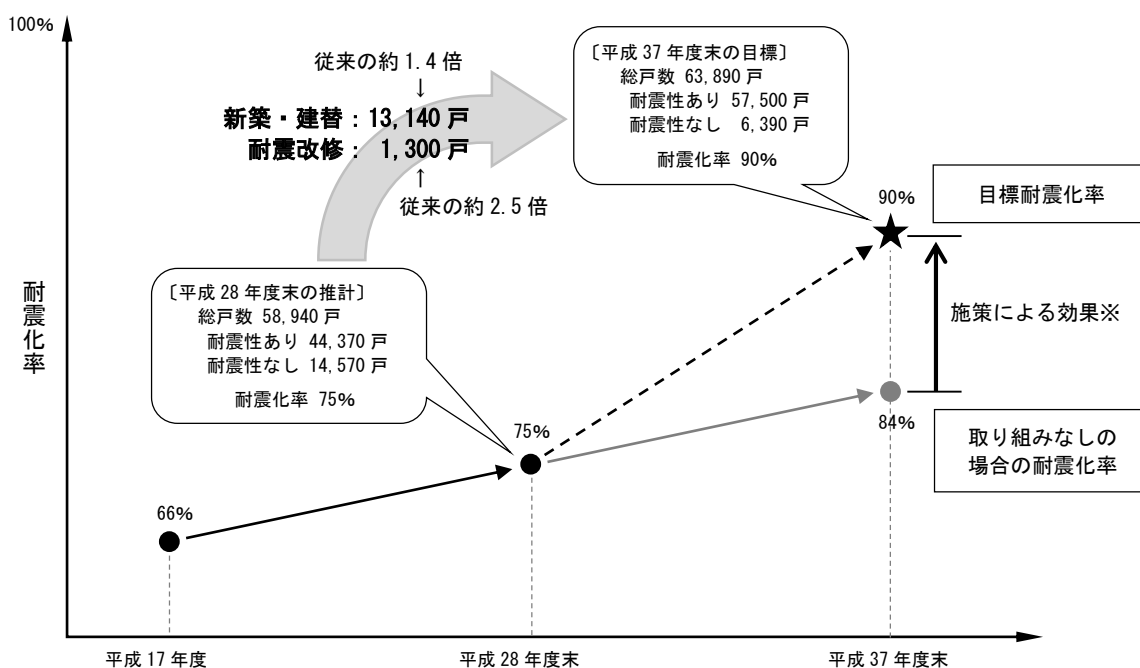 100%
従来の約 1.4 倍
↓
新築・建替：13,140 戸
耐震改修： 1,300 戸
↑
従来の約 2.5 倍
〔平成 37 年度末の目標〕
総戸数 63,890 戸
耐震性あり 57,500 戸
耐震性なし 6,390 戸
耐震化率 90%
90%
目標耐震化率
〔平成 28 年度末の推計〕
総戸数 58,940 戸
耐震性あり 44,370 戸
耐震性なし 14,570 戸
耐震化率 75%
耐震化率
施策による効果※
75%
84%
取り組みなしの
場合の耐震化率
66%
平成 17 年度
平成 28 年度末
平成 37 年度末